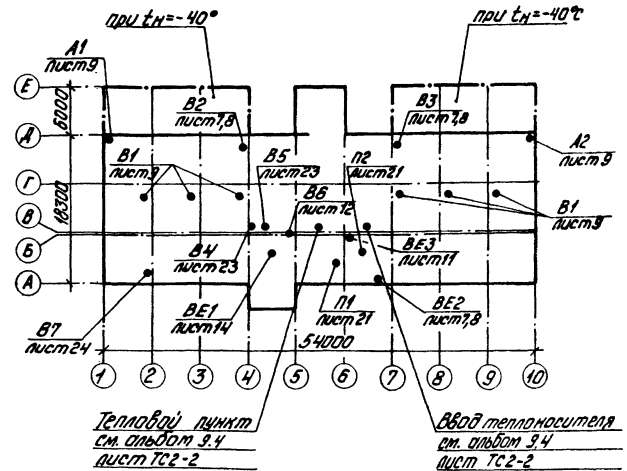 при tн=-40°
при tн=-40°С
А1
лист 9
Е
6000
В2
лист 7,8
В3
лист 7,8
Д
А2
лист 9
В1
лист 9
В5
лист 23
П2
лист 21
Г
18300
В6
лист 12
В1
лист 9
В
Б
В4
лист 23
ВЕ3
лист 11
А
ВЕ1
лист 14
П1
лист 21
ВЕ2
лист 7,8
В7
лист 24
54000
1 2 3 4 5 6 7 8 9 10
Тепловой пункт
см. альбом 9.4
лист ТС2-2
Ввод теплоносителя
см. альбом 9.4
лист ТС2-2